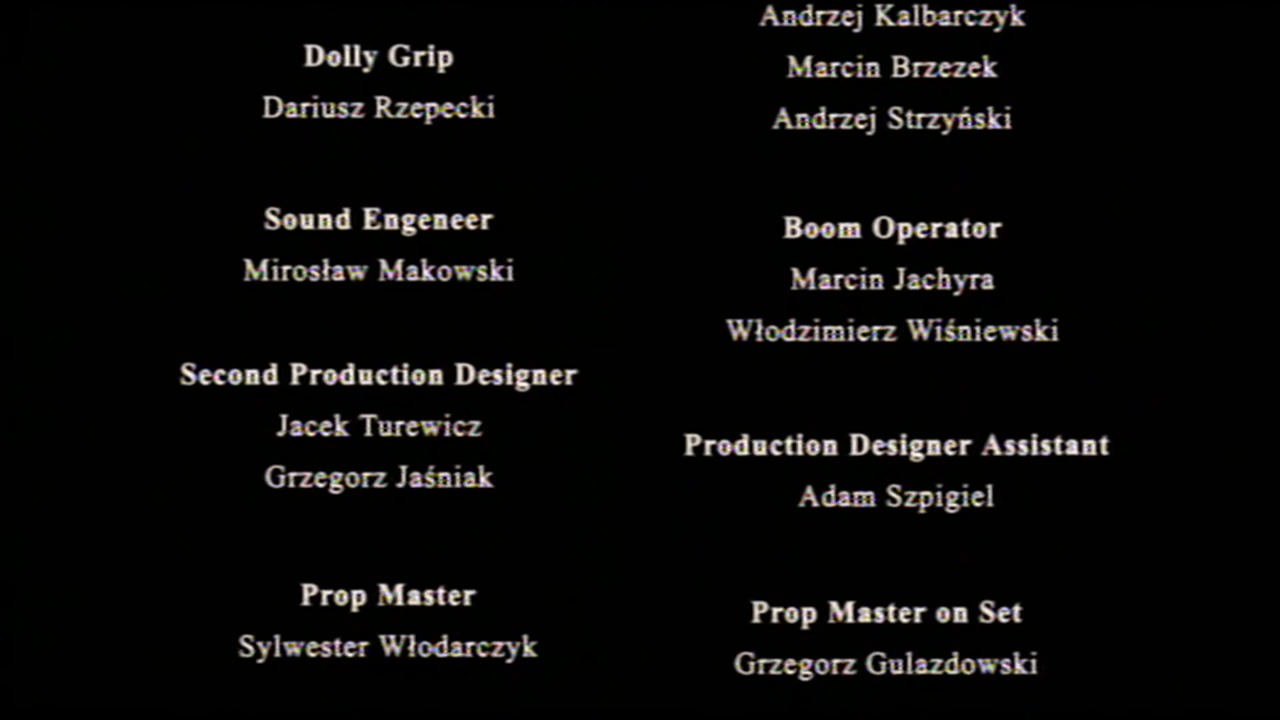 Dolly Grip
Dariusz Rzepecki
Sound Engeneer
Mirosław Makowski
Second Production Designer
Jacek Turewicz
Grzegorz Jaśniak
Prop Master
Sylwester Włodarczyk
Andrzej Kalbarczyk
Marcin Brzezek
Andrzej Strzyński
Boom Operator
Marcin Jachyra
Włodzimierz Wiśniewski
Production Designer Assistant
Adam Szpigiel
Prop Master on Set
Grzegorz Gulazdowski